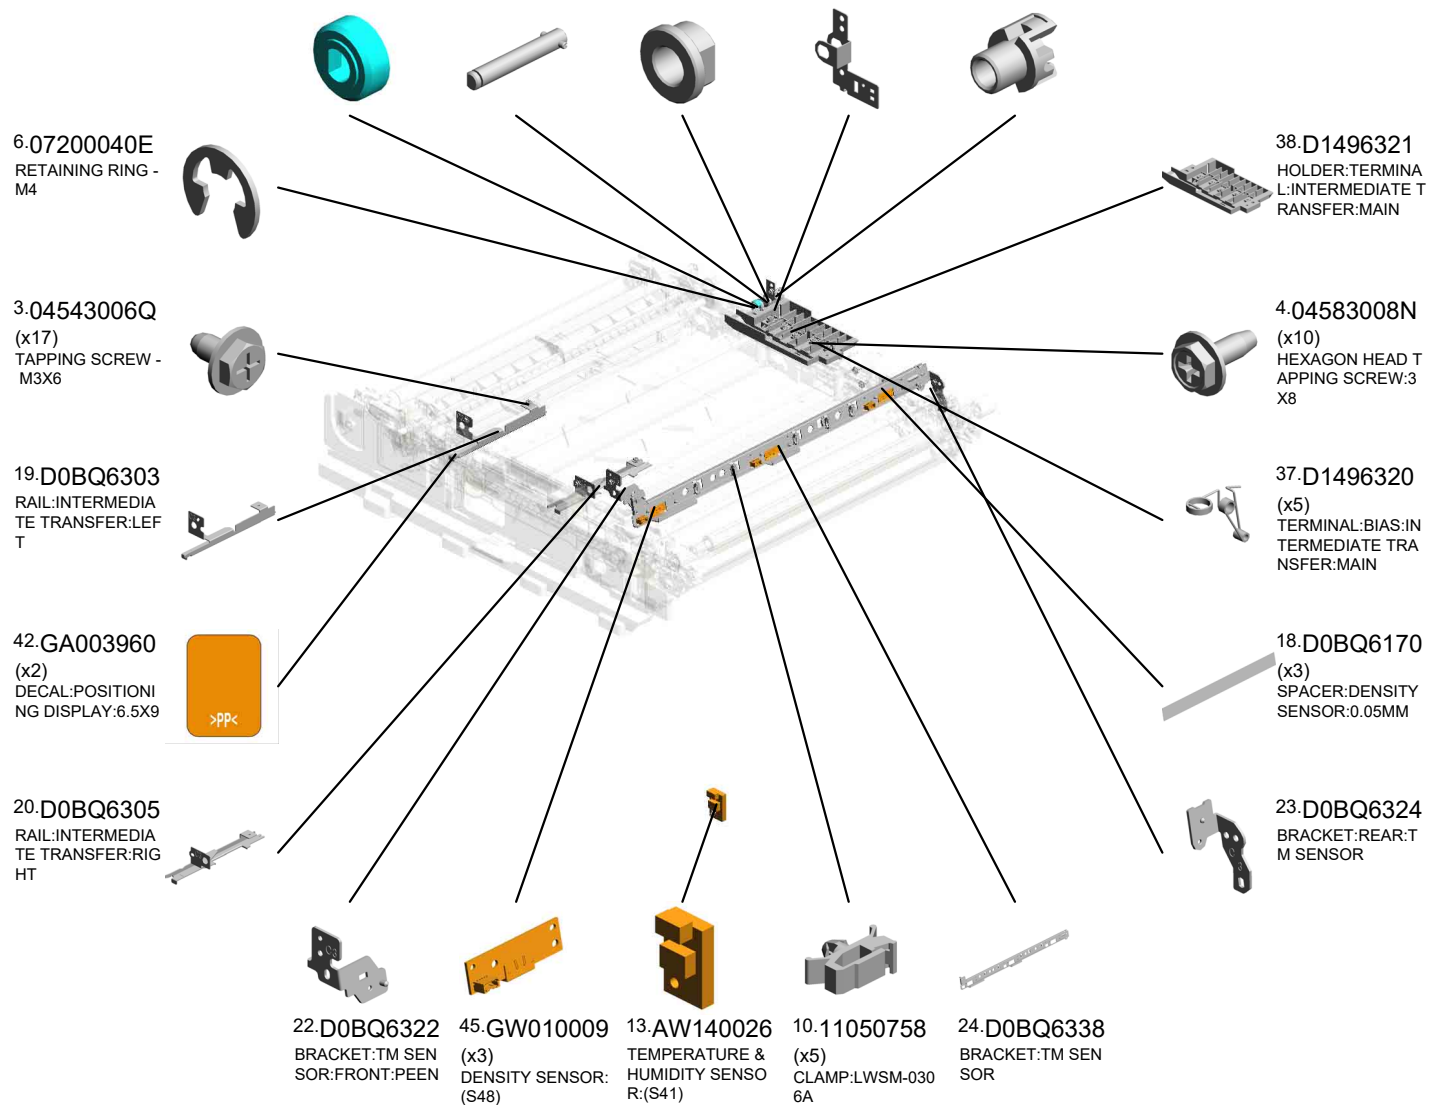 6.07200040E
RETAINING RING -
M4
3.04543006Q
(x17)
TAPPING SCREW -
M3X6
19.D0BQ6303
RAIL:INTERMEDIA
TE TRANSFER:LEF
T
42.GA003960
(x2)
DECAL:POSITIONI
NG DISPLAY:6.5X9
>PP<
20.D0BQ6305
RAIL:INTERMEDIA
TE TRANSFER:RIG
HT
22.D0BQ6322
BRACKET:TM SEN
SOR:FRONT:PEEN
45.GW010009
(x3)
DENSITY SENSOR:
(S48)
13.AW140026
TEMPERATURE &
HUMIDITY SENSO
R:(S41)
10.11050758
(x5)
CLAMP:LWSM-030
6A
24.D0BQ6338
BRACKET:TM SEN
SOR
38.D1496321
HOLDER:TERMINA
L:INTERMEDIATE T
RANSFER:MAIN
4.04583008N
(x10)
HEXAGON HEAD T
APPING SCREW:3
X8
37.D1496320
(x5)
TERMINAL:BIAS:IN
TERMEDIATE TRA
NSFER:MAIN
18.D0BQ6170
(x3)
SPACER:DENSITY
SENSOR:0.05MM
23.D0BQ6324
BRACKET:REAR:T
M SENSOR